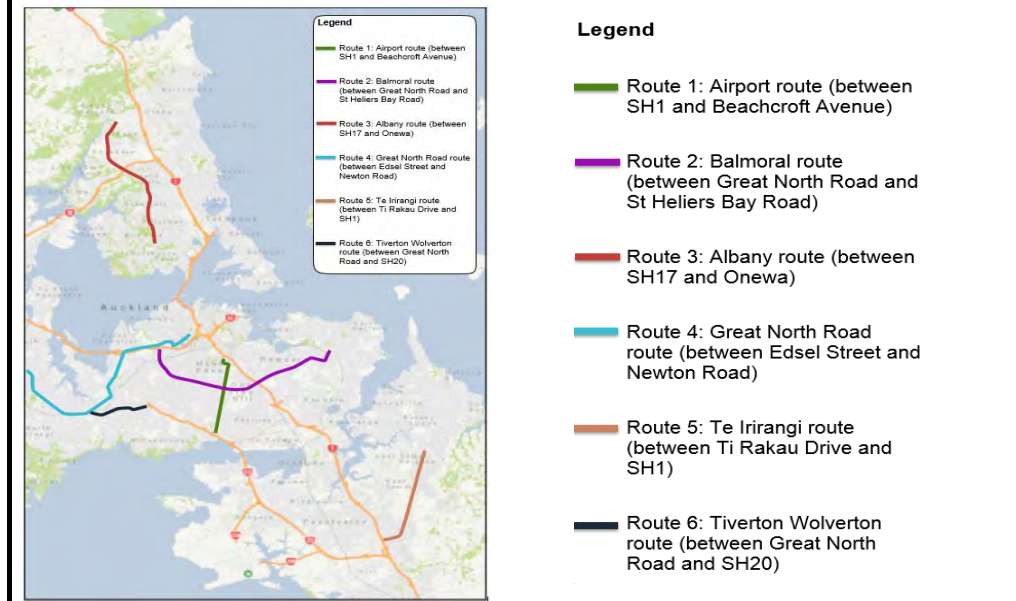 Legend
Route 1: Airport route (between
SH1 and Beachcroft Avenue)
Route 2: Balmoral route
(between Great North Road and
St Heliers Bay Road)
Route 3: Albany route (between
SH17 and Onewa)
Route 4: Great North Road route
(between Edsel Street and
Newton Road)
Route 5: Te Irirangi route
(between Ti Rakau Drive and
SH1)
Route 6: Tiverton Wolverton
route (between Great North
Road and SH20)
Auckland
Legend
Route 1: Airport route (between
SH1 and Beachcroft Avenue)
Route 2: Balmoral route
(between Great North Road and
St Heliers Bay Road)
Route 3: Albany route (between
SH17 and Onewa)
Route 4: Great North Road
route (between Edsel Street and
Newton Road)
Route 5: Te Irirangi route
(between Ti Rakau Drive and
SH1)
Route 6: Tiverton Wolverton
route (between Great North
Road and SH20)